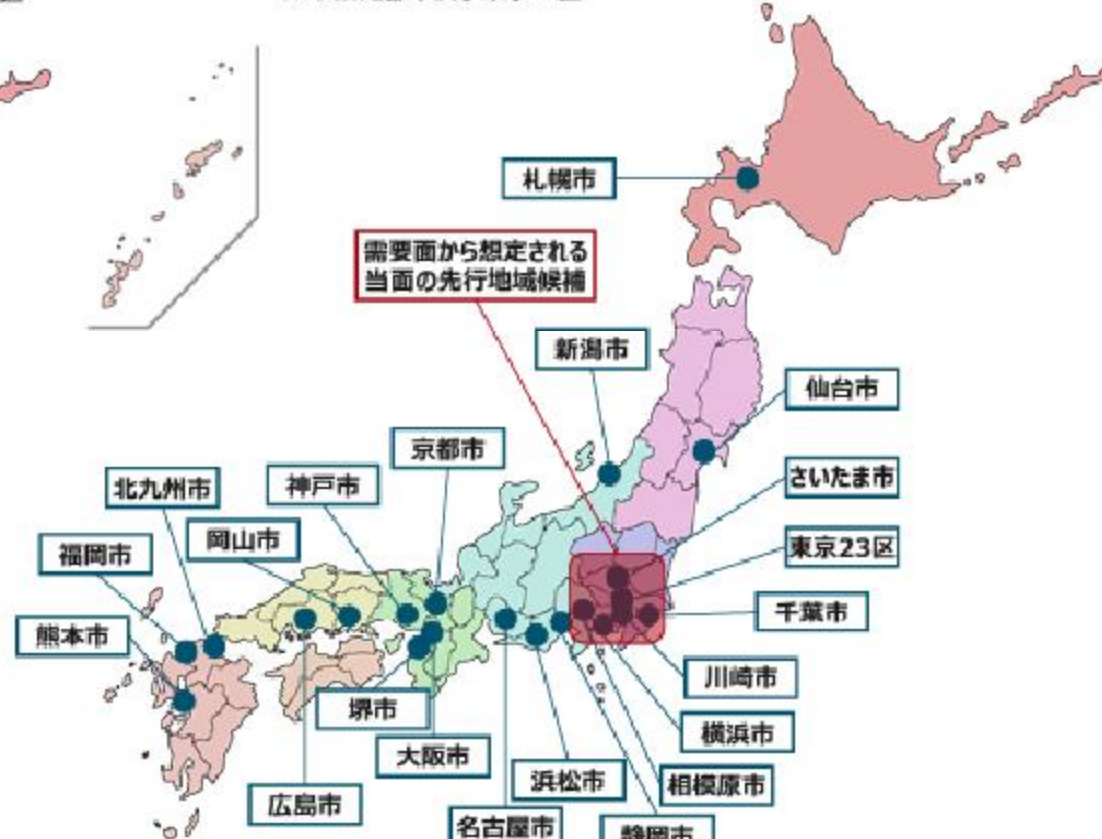 札幌市
需要面から想定される
当面の先行地域候補
新潟市
仙台市
京都市
さいたま市
北九州市
神戸市
岡山市
東京23区
福岡市
千葉市
熊本市
川崎市
堺市
横浜市
大阪市
浜松市
相模原市
広島市
名古屋市
静岡市